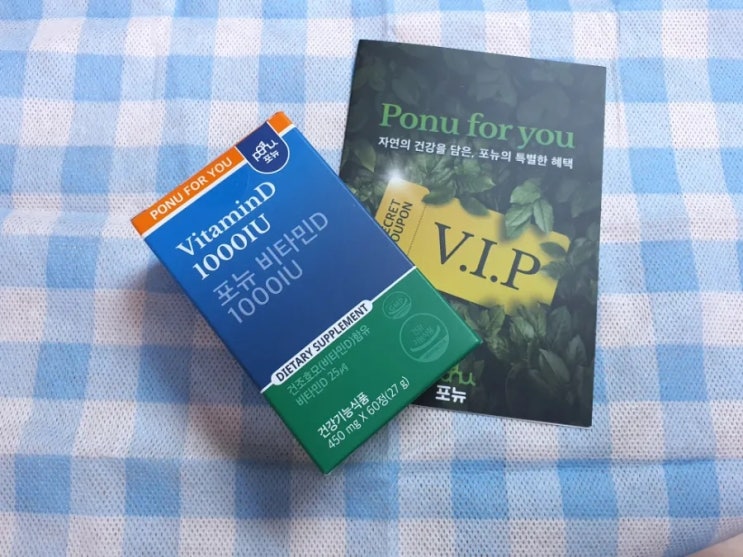 PONU FOR YOU
ponu.
포뉴
VitaminD
1000IU
포뉴 비타민D
1000IU
DIETARY SUPPLEMENT
건조효모(비타민D)함유
비타민D 25㎍
건강기능식품
450 mg X 60정(27 g)
Ponu for you
자연의 건강을 담은, 포뉴의 특별한 혜택
ECRET
OUPON
V.I.P
포뉴